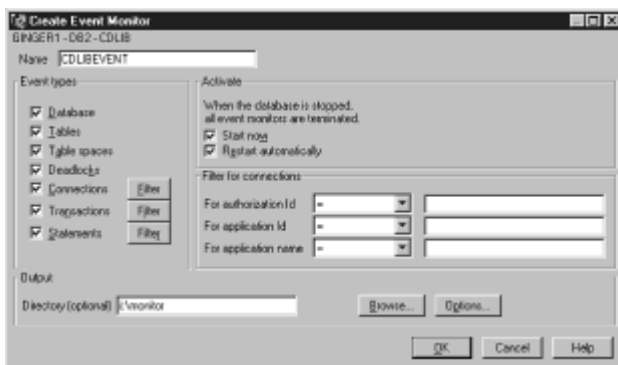 Create Event Monitor
GINGER1 - DB2 - CDLIB
Name CDLIBEVENT
Event types
Database
Tables
Table spaces
Deadlocks
Connections Filter
Transactions Filter
Statements Filter
Activate
When the database is stopped,
all event monitors are terminated.
Start now
Restart automatically
Filter for connections
For authorization Id =
For application Id =
For application name =
Output
Directory (optional) Browse... Options...
OK Cancel Help